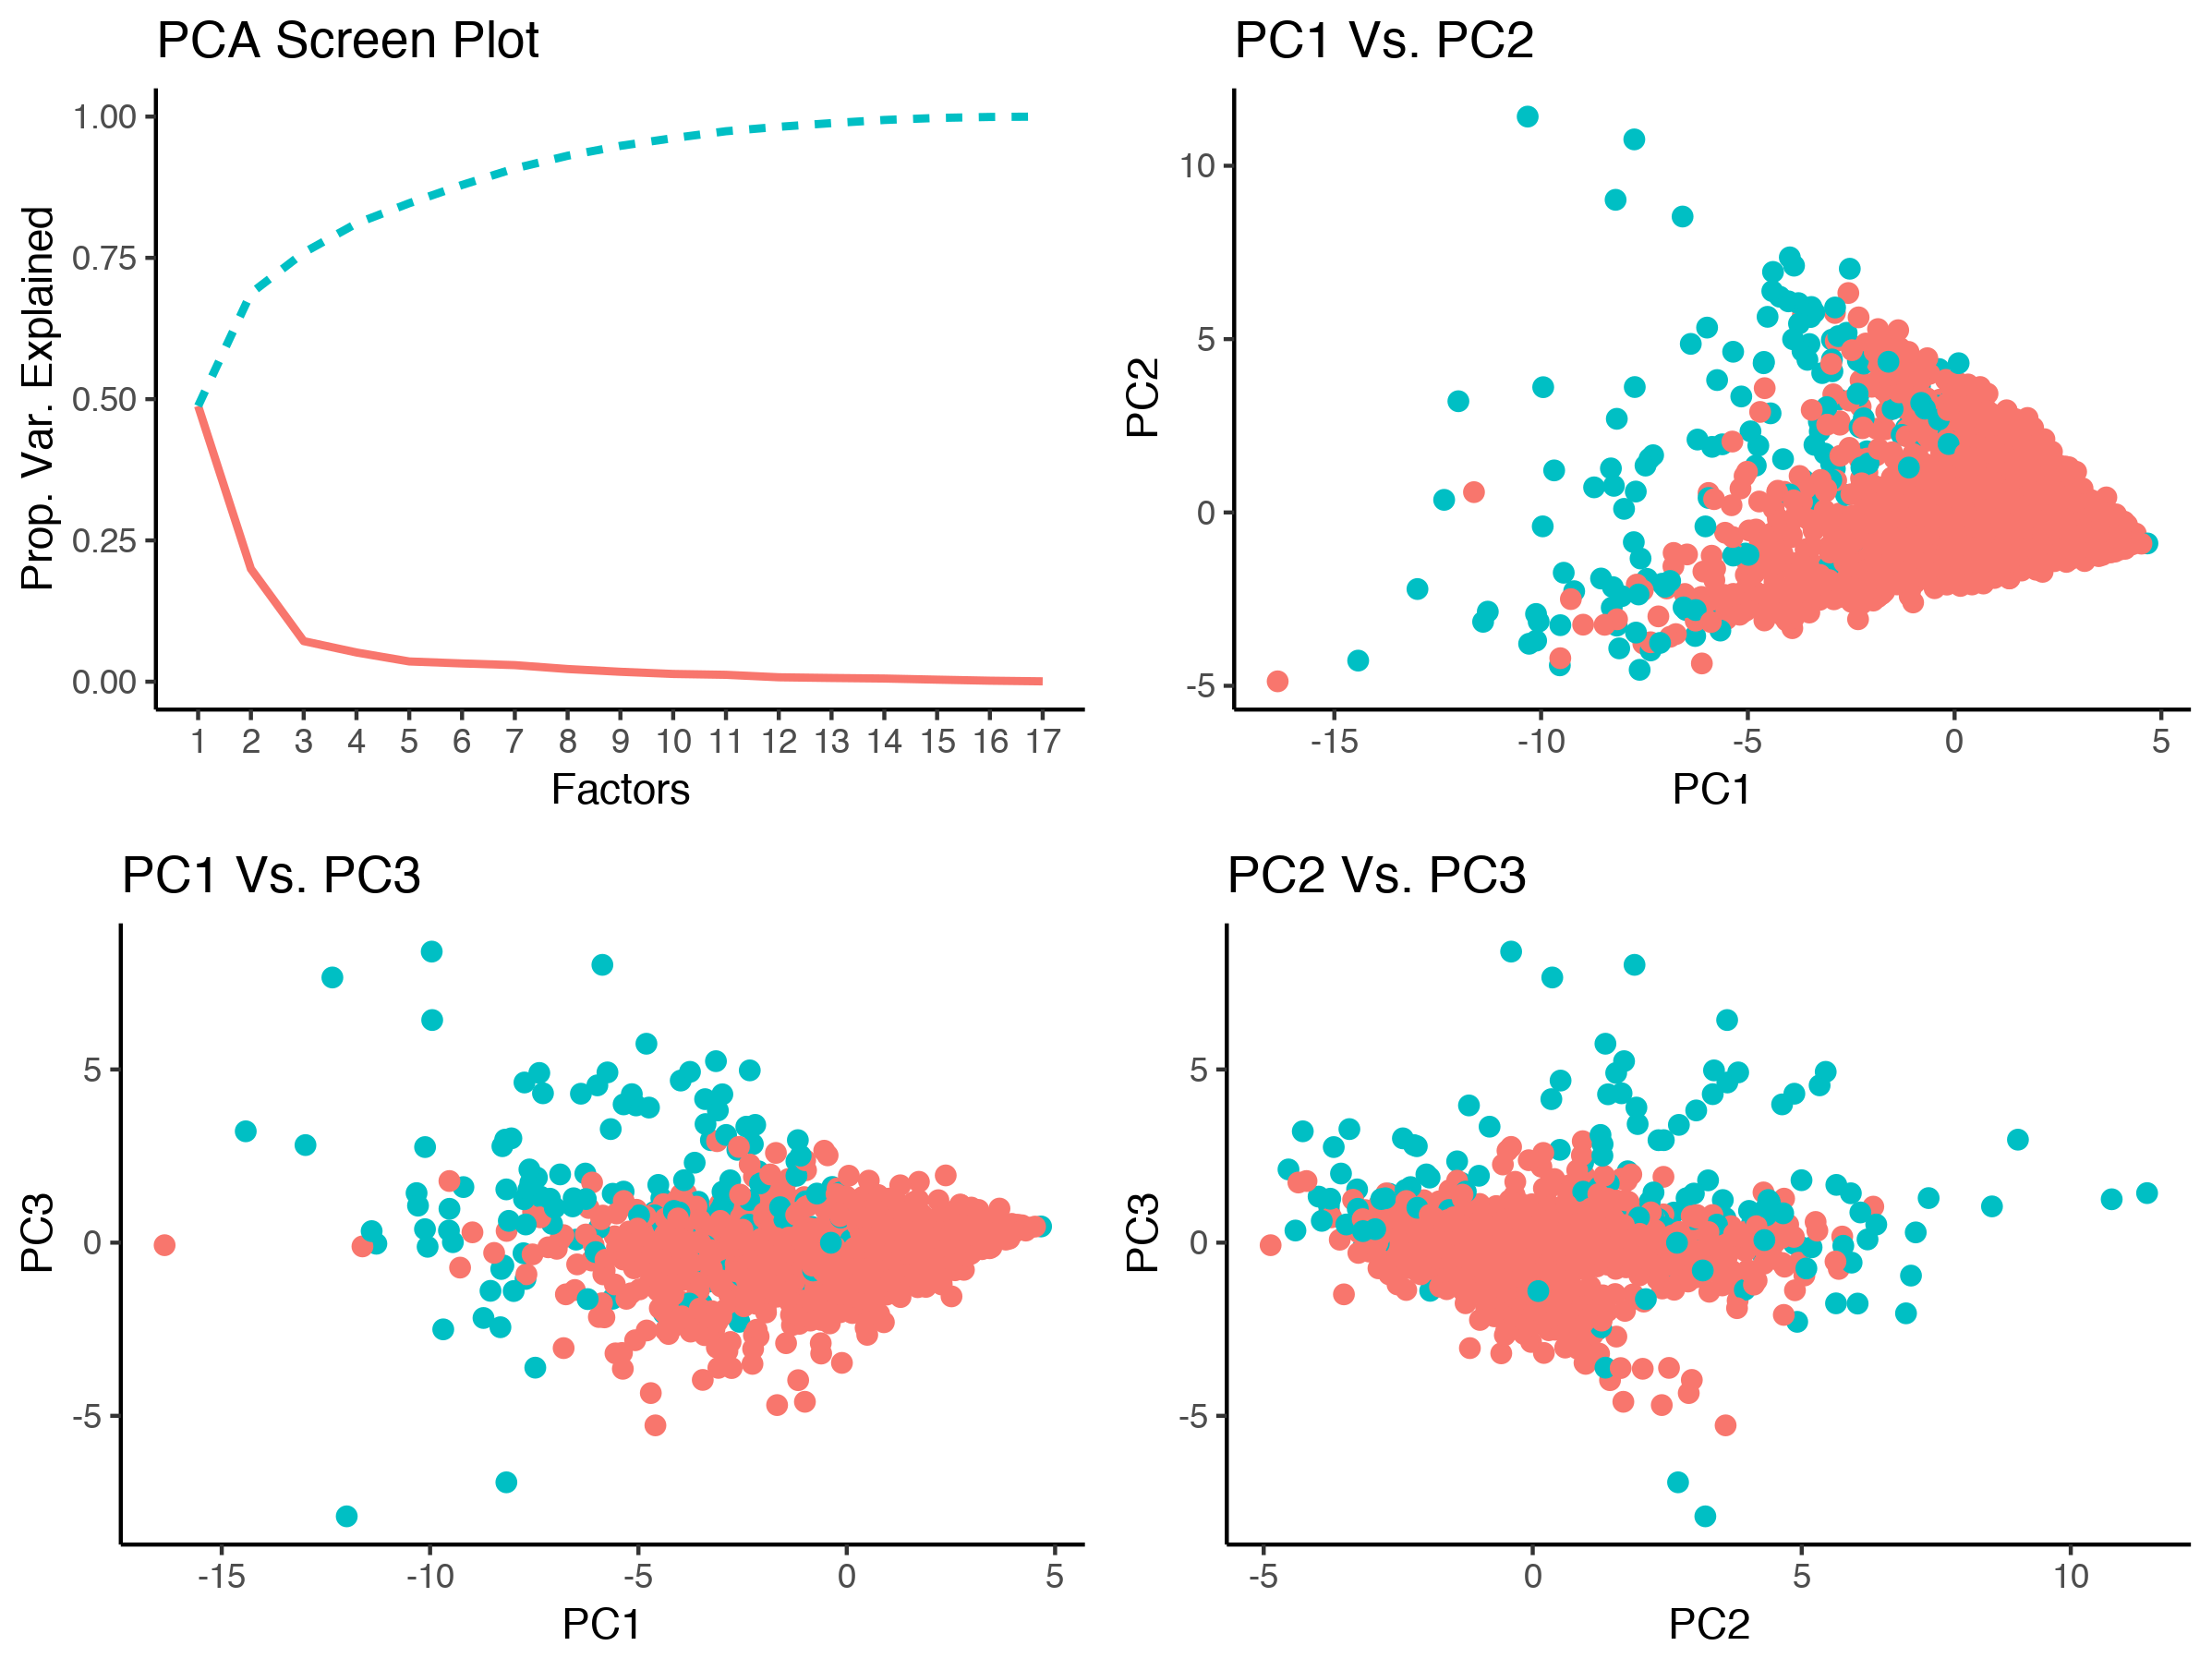 PCA Screen Plot
1.00
0.75
0.50
0.25
0.00
Prop. Var. Explained
1 2 3 4 5 6 7 8 9 10 11 12 13 14 15 16 17
Factors
PC1 Vs. PC2
10
5
0
-5
PC2
-15 -10 -5 0 5
PC1
PC1 Vs. PC3
5
0
-5
PC3
-15 -10 -5 0 5
PC1
PC2 Vs. PC3
5
0
-5
PC3
-5 0 5 10
PC2